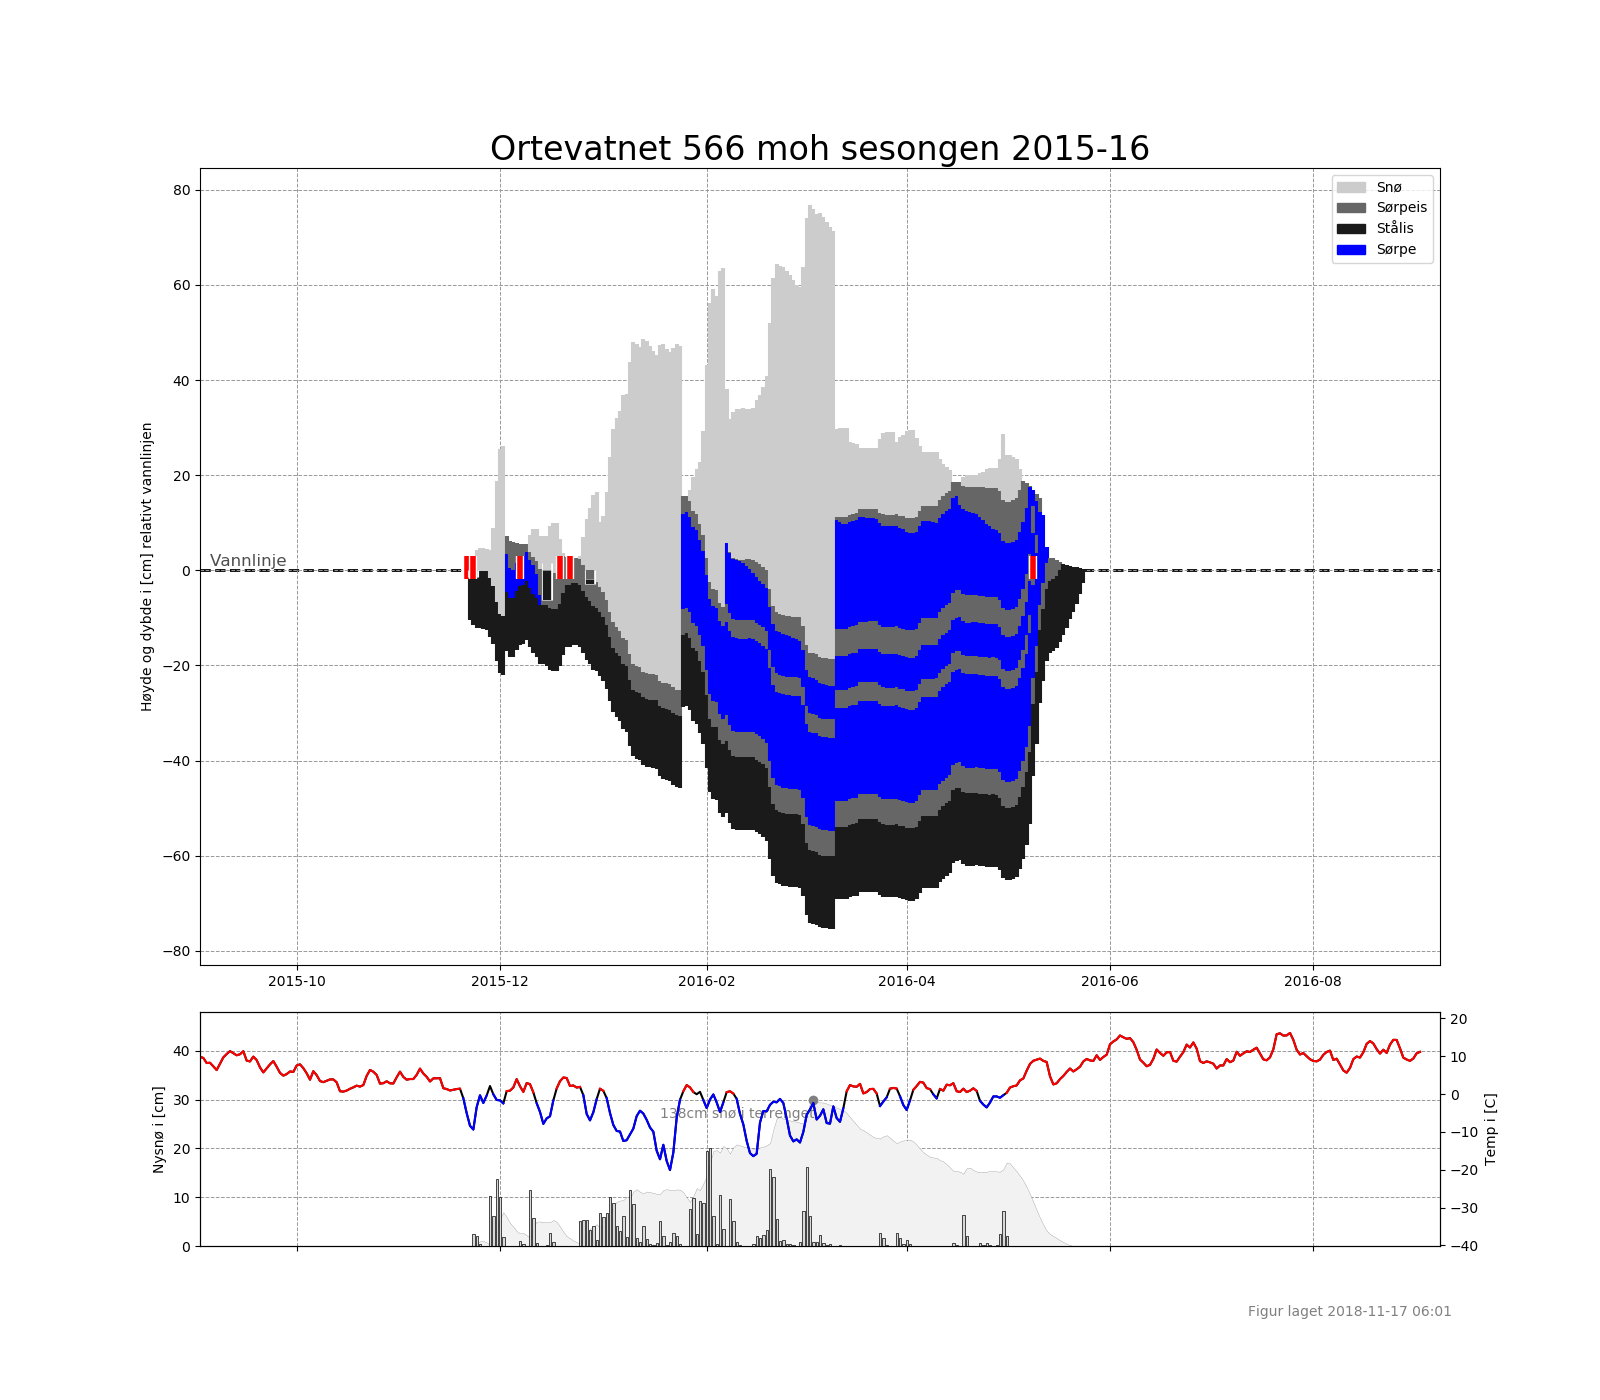 Ortevatnet 566 moh sesongen 2015-16
Snø
Sørpeis
Stålis
Sørpe
80
60
40
20
0
−20
−40
−60
−80
Høyde og dybde i [cm] relativt vannlinjen
Vannlinje
2015-10 2015-12 2016-02 2016-04 2016-06 2016-08
40
30
20
10
0
Nysnø i [cm]
138cm snø i terrenget
20
10
0
−10
−20
−30
−40
Temp i [C]
Figur laget 2018-11-17 06:01